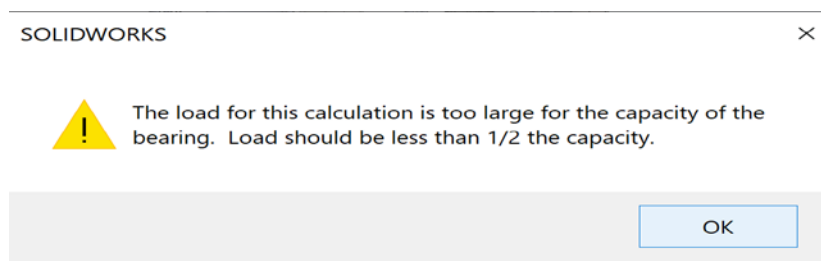 SOLIDWORKS
The load for this calculation is too large for the capacity of the
bearing. Load should be less than 1/2 the capacity.
OK